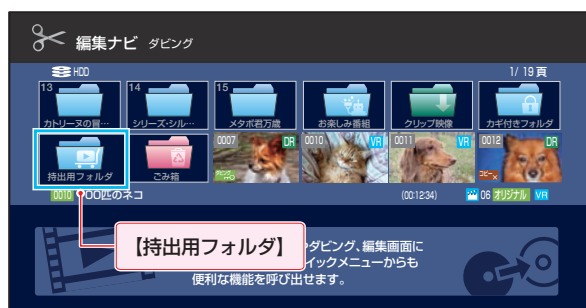 編集ナビ ダビング
HDD 1/ 19頁
13 14 15
カトリーヌの冒… シリーズ・シル… メタボ君万歳 お楽しみ番組 クリップ映像 カギ付きフォルダ
0007 DR 0010 VR 0011 VR 0012 DR
持出用フォルダ ごみ箱
0010 OO匹のネコ (00:12:34) 06 オリジナル VR
【持出用フォルダ】
やダビング、編集画面に
イックメニューからも
便利な機能を呼び出せます。